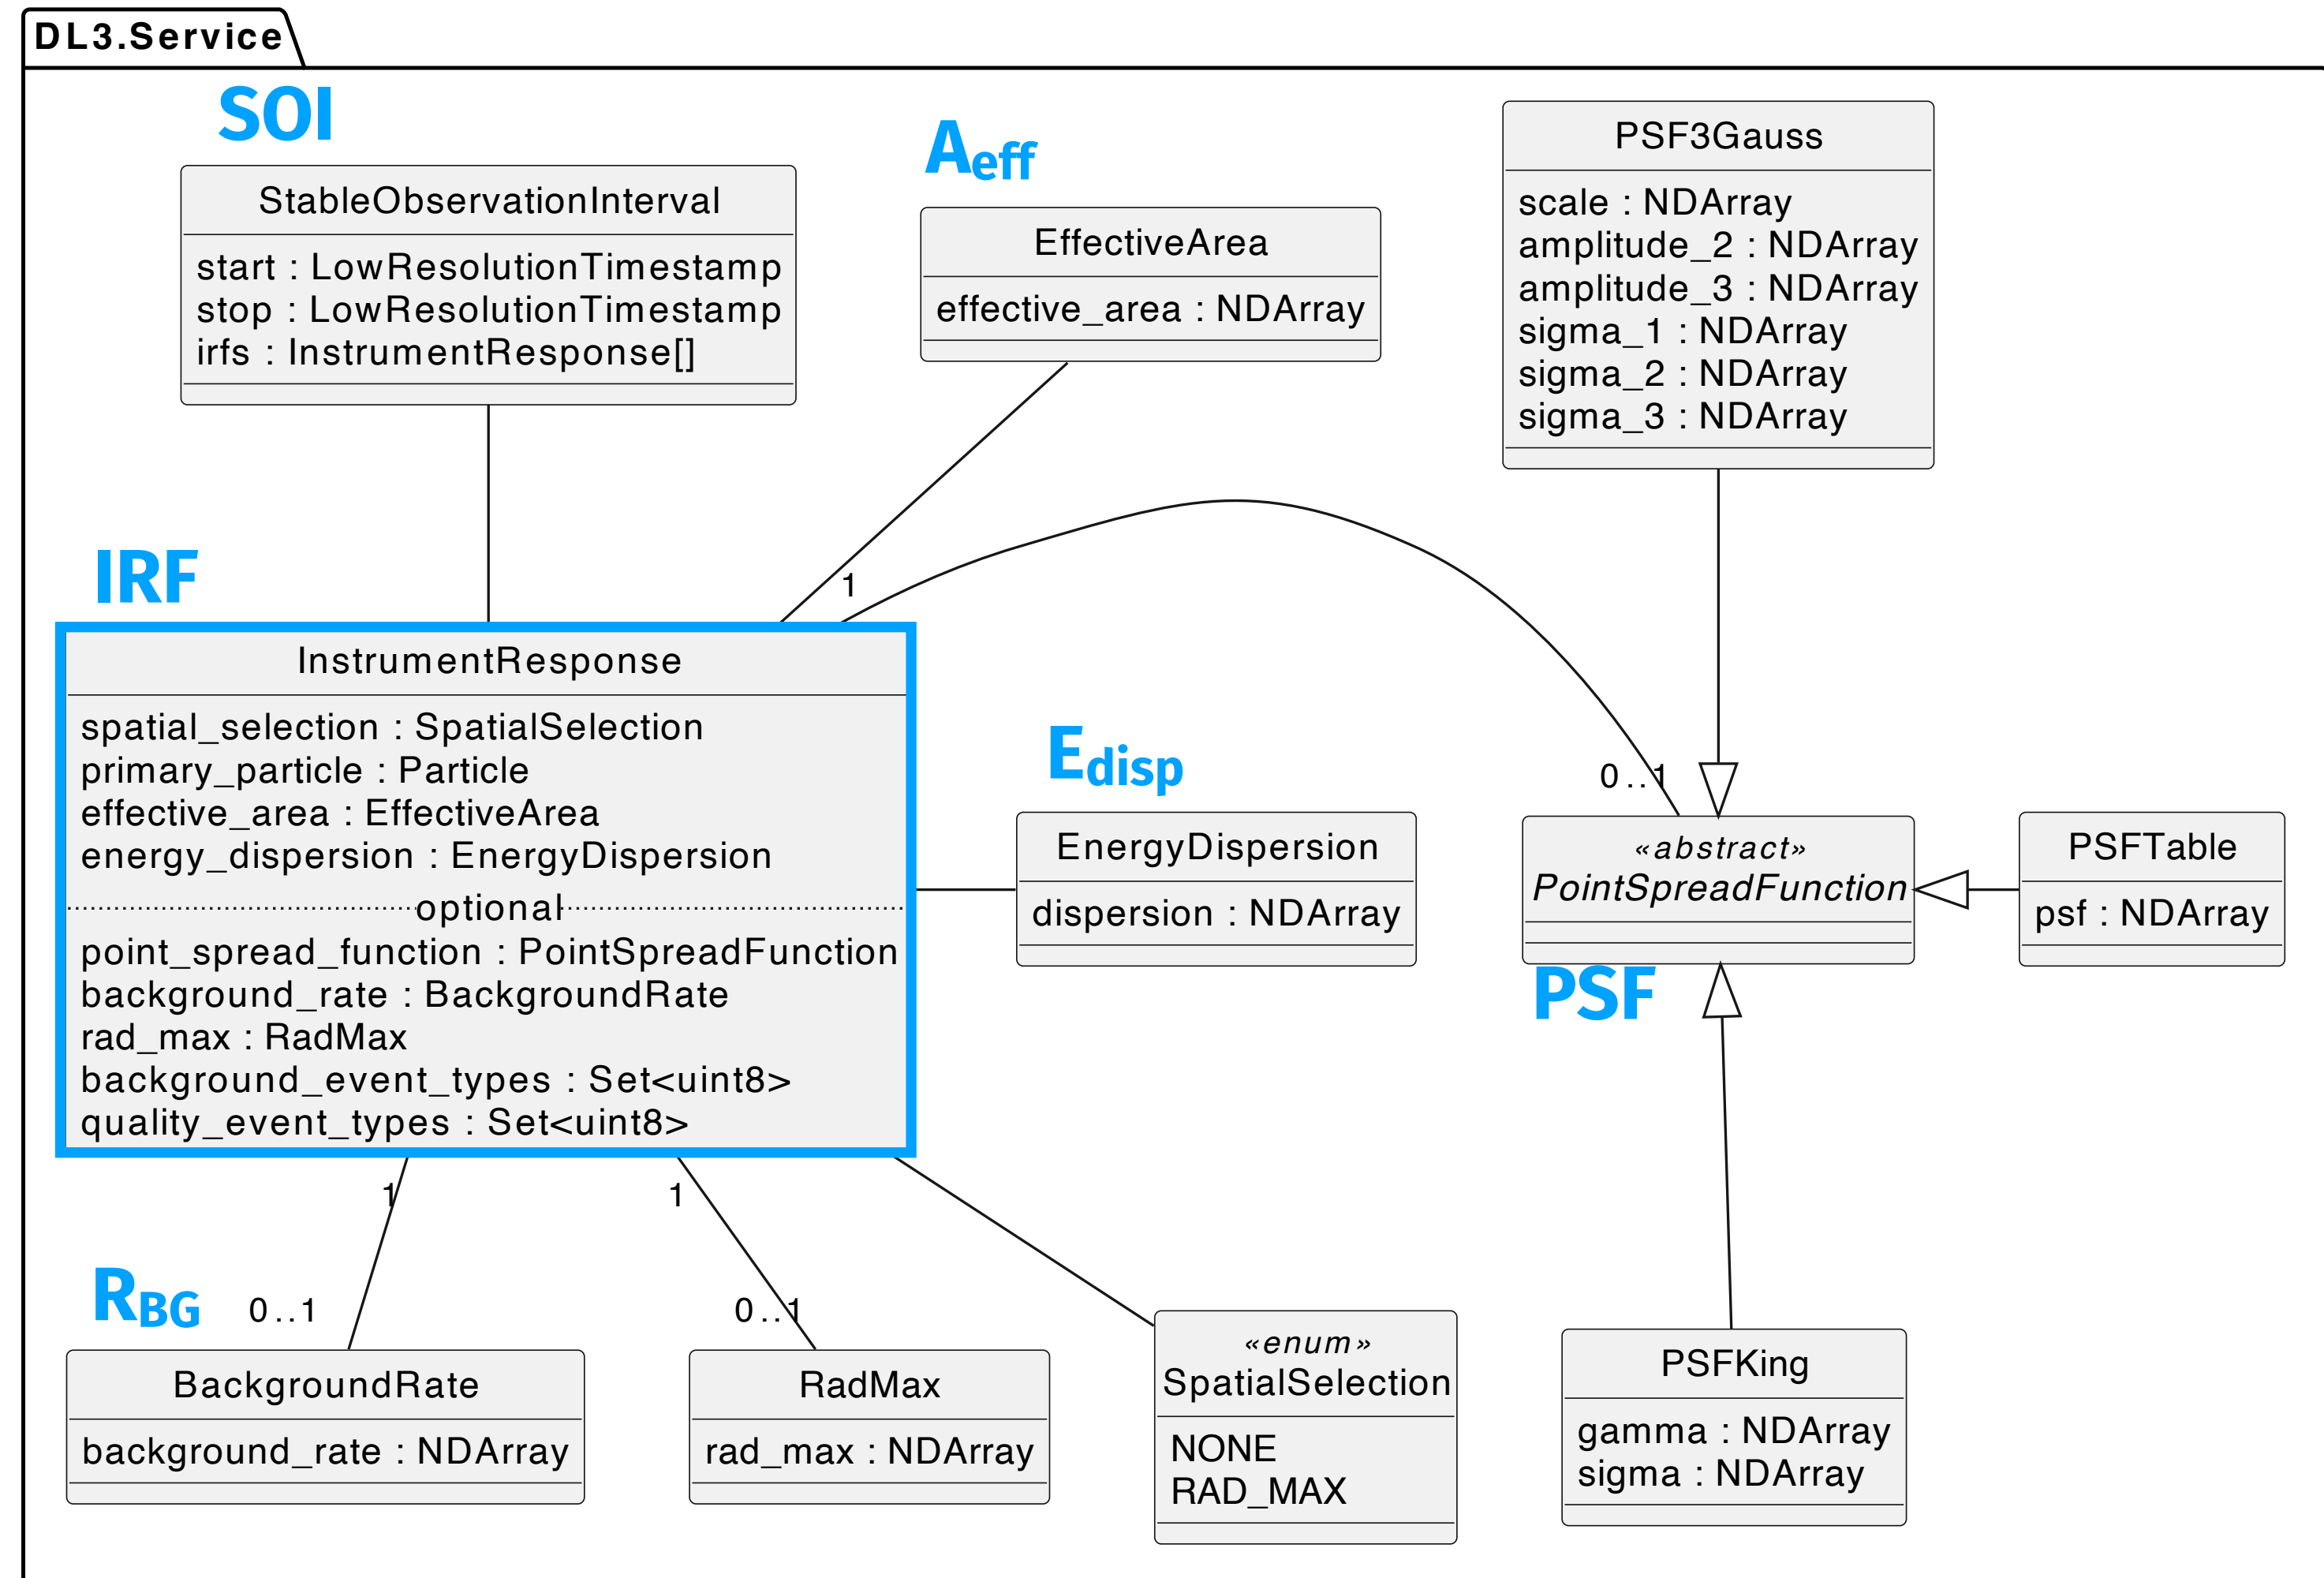 DL3.Service
SOI
StableObservationInterval
start : LowResolutionTimestamp
stop : LowResolutionTimestamp
irfs : InstrumentResponse[]
Aeff
EffectiveArea
effective_area : NDArray
1
PSF3Gauss
scale : NDArray
amplitude_2 : NDArray
amplitude_3 : NDArray
sigma_1 : NDArray
sigma_2 : NDArray
sigma_3 : NDArray
IRF
InstrumentResponse
spatial_selection : SpatialSelection
primary_particle : Particle
effective_area : EffectiveArea
energy_dispersion : EnergyDispersion
optional
point_spread_function : PointSpreadFunction
background_rate : BackgroundRate
rad_max : RadMax
background_event_types : Set<uint8>
quality_event_types : Set<uint8>
Edisp
EnergyDispersion
dispersion : NDArray
0..1
«abstract»
PointSpreadFunction
PSF
PSFTable
psf : NDArray
1
1
RBG
0..1
0..1
BackgroundRate
background_rate : NDArray
RadMax
rad_max : NDArray
«enum»
SpatialSelection
NONE
RAD_MAX
PSFKing
gamma : NDArray
sigma : NDArray